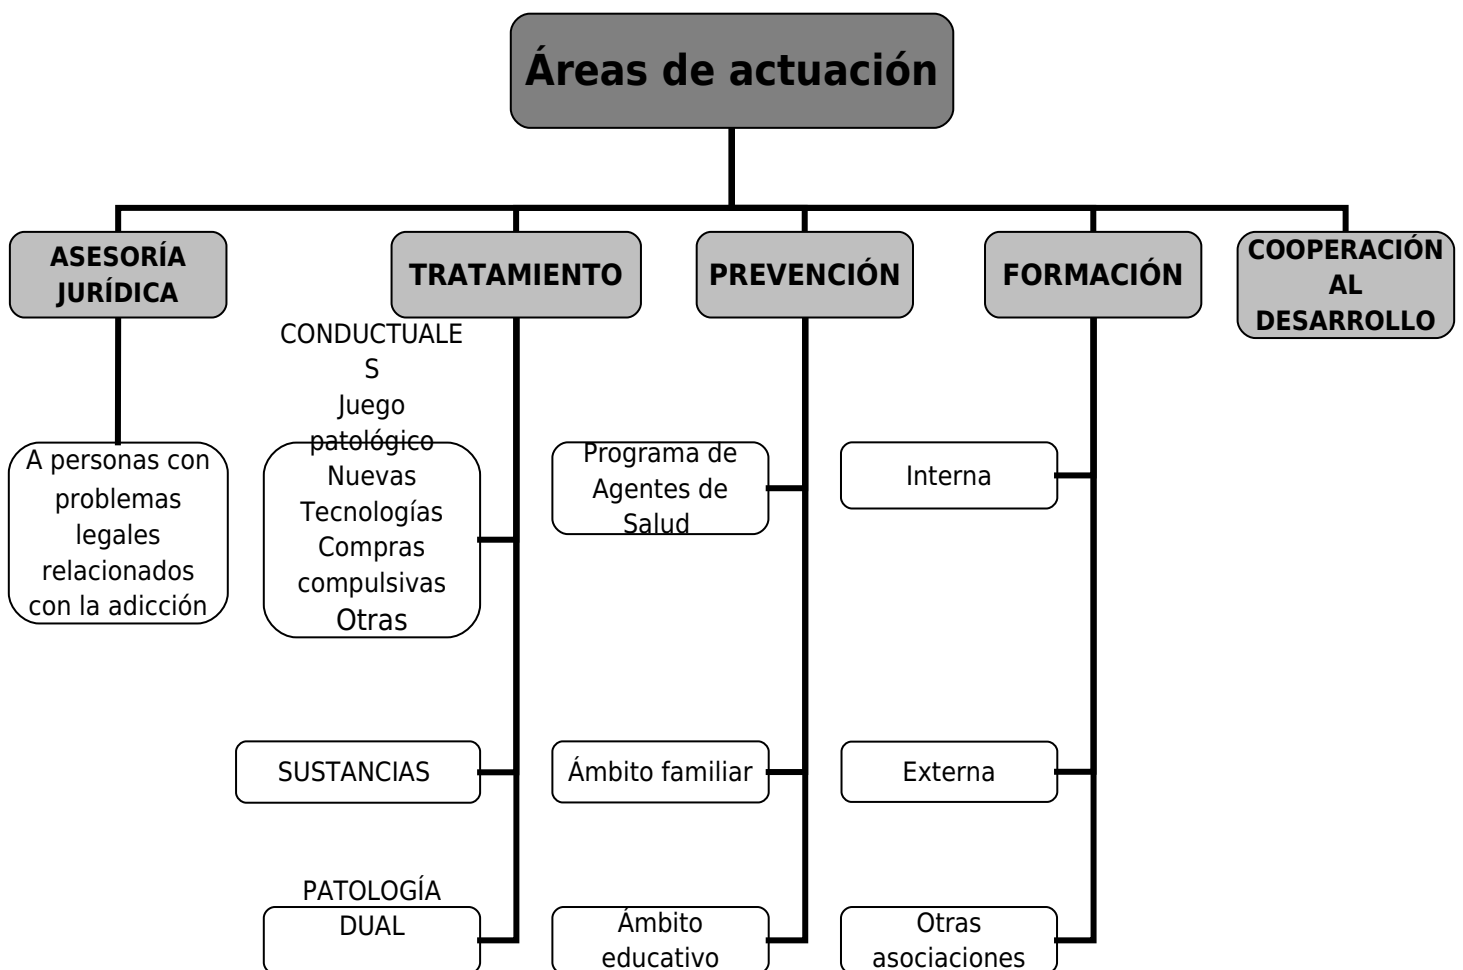 Áreas de actuación
ASESORÍA
JURÍDICA
TRATAMIENTO
PREVENCIÓN
FORMACIÓN
COOPERACIÓN
AL
DESARROLLO
A personas con
problemas
legales
relacionados
con la adicción
CONDUCTUALE
S
Juego
patológico
Nuevas
Tecnologías
Compras
compulsivas
Otras
SUSTANCIAS
PATOLOGÍA
DUAL
Programa de
Agentes de
Salud
Ámbito familiar
Ámbito
educativo
Interna
Externa
Otras
asociaciones